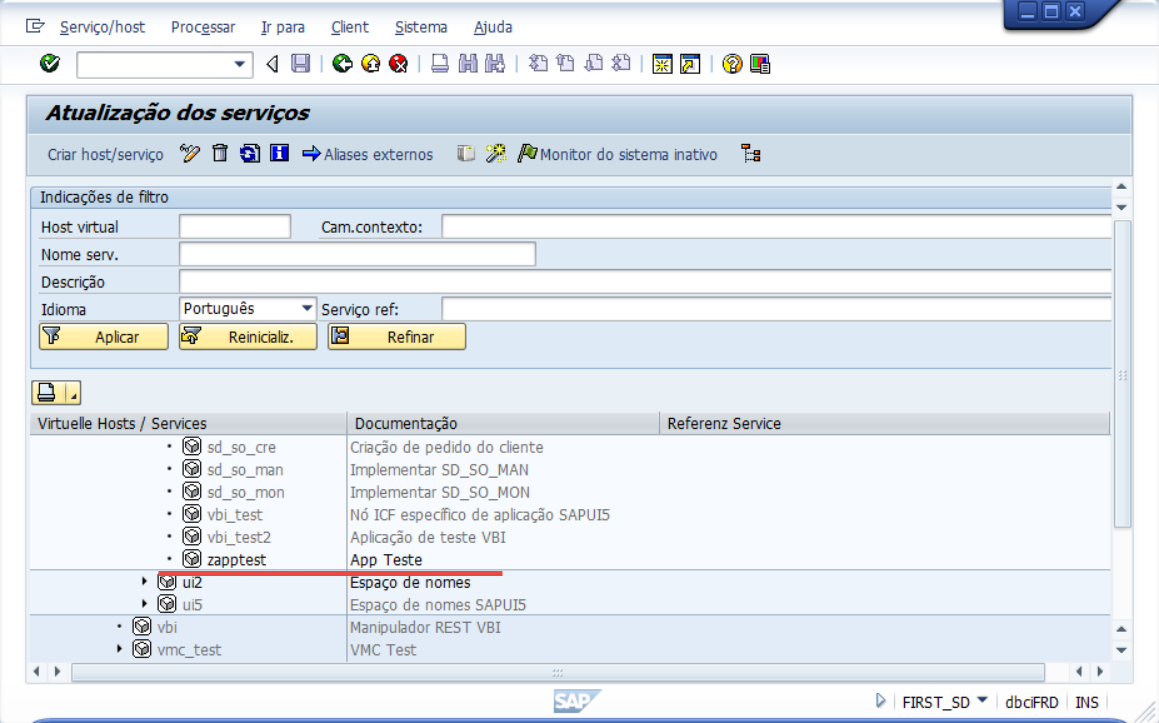 Serviço/host Processar Ir para Client Sistema Ajuda
Atualização dos serviços
Criar host/serviço Aliases externos Monitor do sistema inativo
Indicações de filtro
Host virtual Cam.contexto:
Nome serv.
Descrição
Idioma Português Serviço ref:
Aplicar Reinicializ. Refinar
Virtuelle Hosts / Services Documentação Referenz Service
sd_so_cre Criação de pedido do cliente
sd_so_man Implementar SD_SO_MAN
sd_so_mon Implementar SD_SO_MON
vbi_test Nó ICF específico de aplicação SAPUI5
vbi_test2 Aplicação de teste VBI
zapptest App Teste
ui2 Espaço de nomes
ui5 Espaço de nomes SAPUI5
vbi Manipulador REST VBI
vmc_test VMC Test
SAP FIRST_SD dbciFRD INS